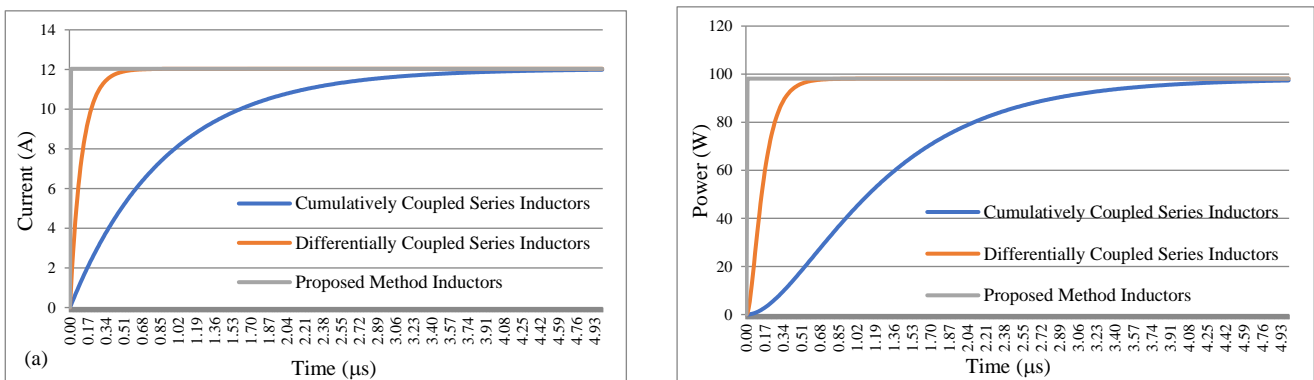 14
12
10
8
6
4
2
0
Current (A)
Cumulatively Coupled Series Inductors
Differentially Coupled Series Inductors
Proposed Method Inductors
0.00 0.17 0.34 0.51 0.68 0.85 1.02 1.19 1.36 1.53 1.70 1.87 2.04 2.21 2.38 2.55 2.72 2.89 3.06 3.23 3.40 3.57 3.74 3.91 4.08 4.25 4.42 4.59 4.76 4.93
(a)
Time (μs)
120
100
80
60
40
20
0
Power (W)
Cumulatively Coupled Series Inductors
Differentially Coupled Series Inductors
Proposed Method Inductors
0.00 0.17 0.34 0.51 0.68 0.85 1.02 1.19 1.36 1.53 1.70 1.87 2.04 2.21 2.38 2.55 2.72 2.89 3.06 3.23 3.40 3.57 3.74 3.91 4.08 4.25 4.42 4.59 4.76 4.93
Time (μs)